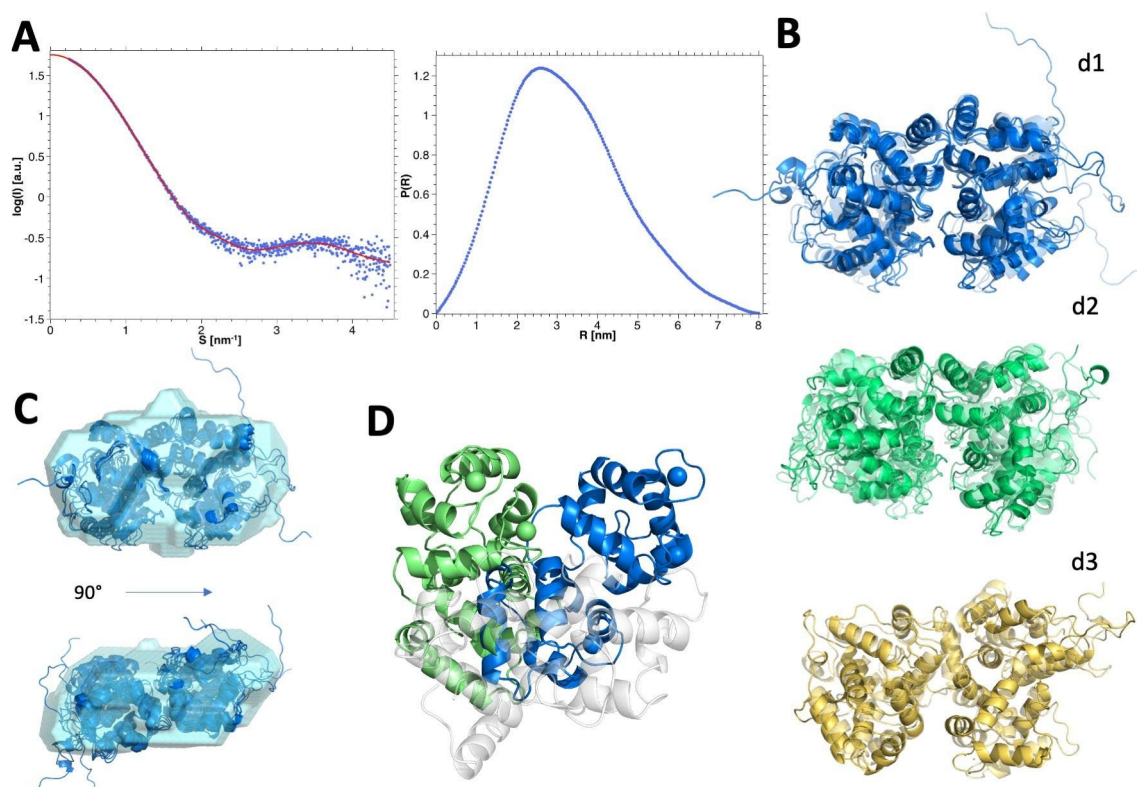 A
log(I) [a.u.]
1.5
1
0.5
0
-0.5
-1
-1.5
0 1 2 3 4
S [nm⁻¹]
P(R)
1.2
1
0.8
0.6
0.4
0.2
0
0 1 2 3 4 5 6 7 8
R [nm]
B
d1
d2
d3
C
90°
D